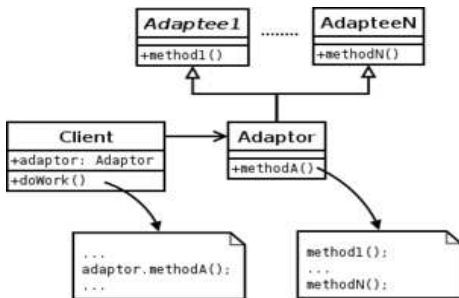 Adaptee1
........
AdapteeN
+method1()
+methodN()
Client
+adaptor: Adaptor
+doWork()
Adaptor
+methodA()
...
adaptor.methodA();
...
method1();
...
methodN();